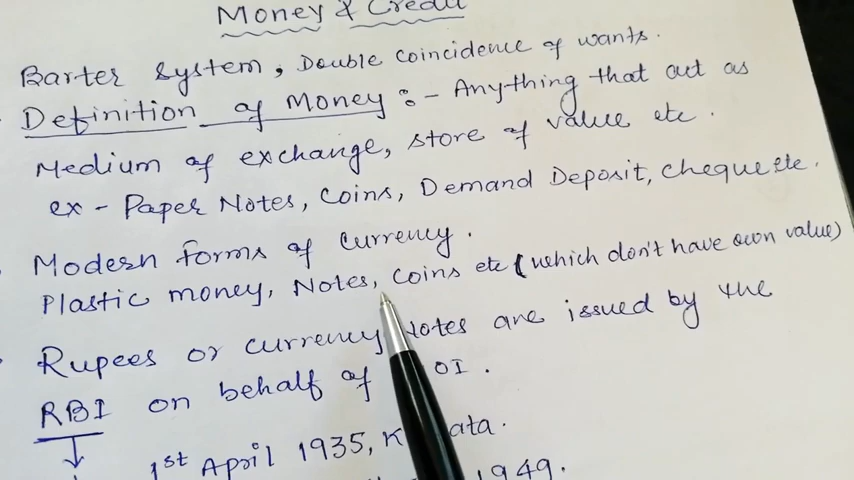 Money & Credit
Barter System, Double coincidence of wants.
Definition of Money :- Anything that act as
Medium of exchange, store of value etc.
ex - Paper Notes, Coins, Demand Deposit, cheque etc.
Modern forms of currency.
Plastic money, Notes, coins etc (which don't have own value)
Rupees or currency Notes are issued by the
RBI on behalf of OI.
1st April 1935,
1949.